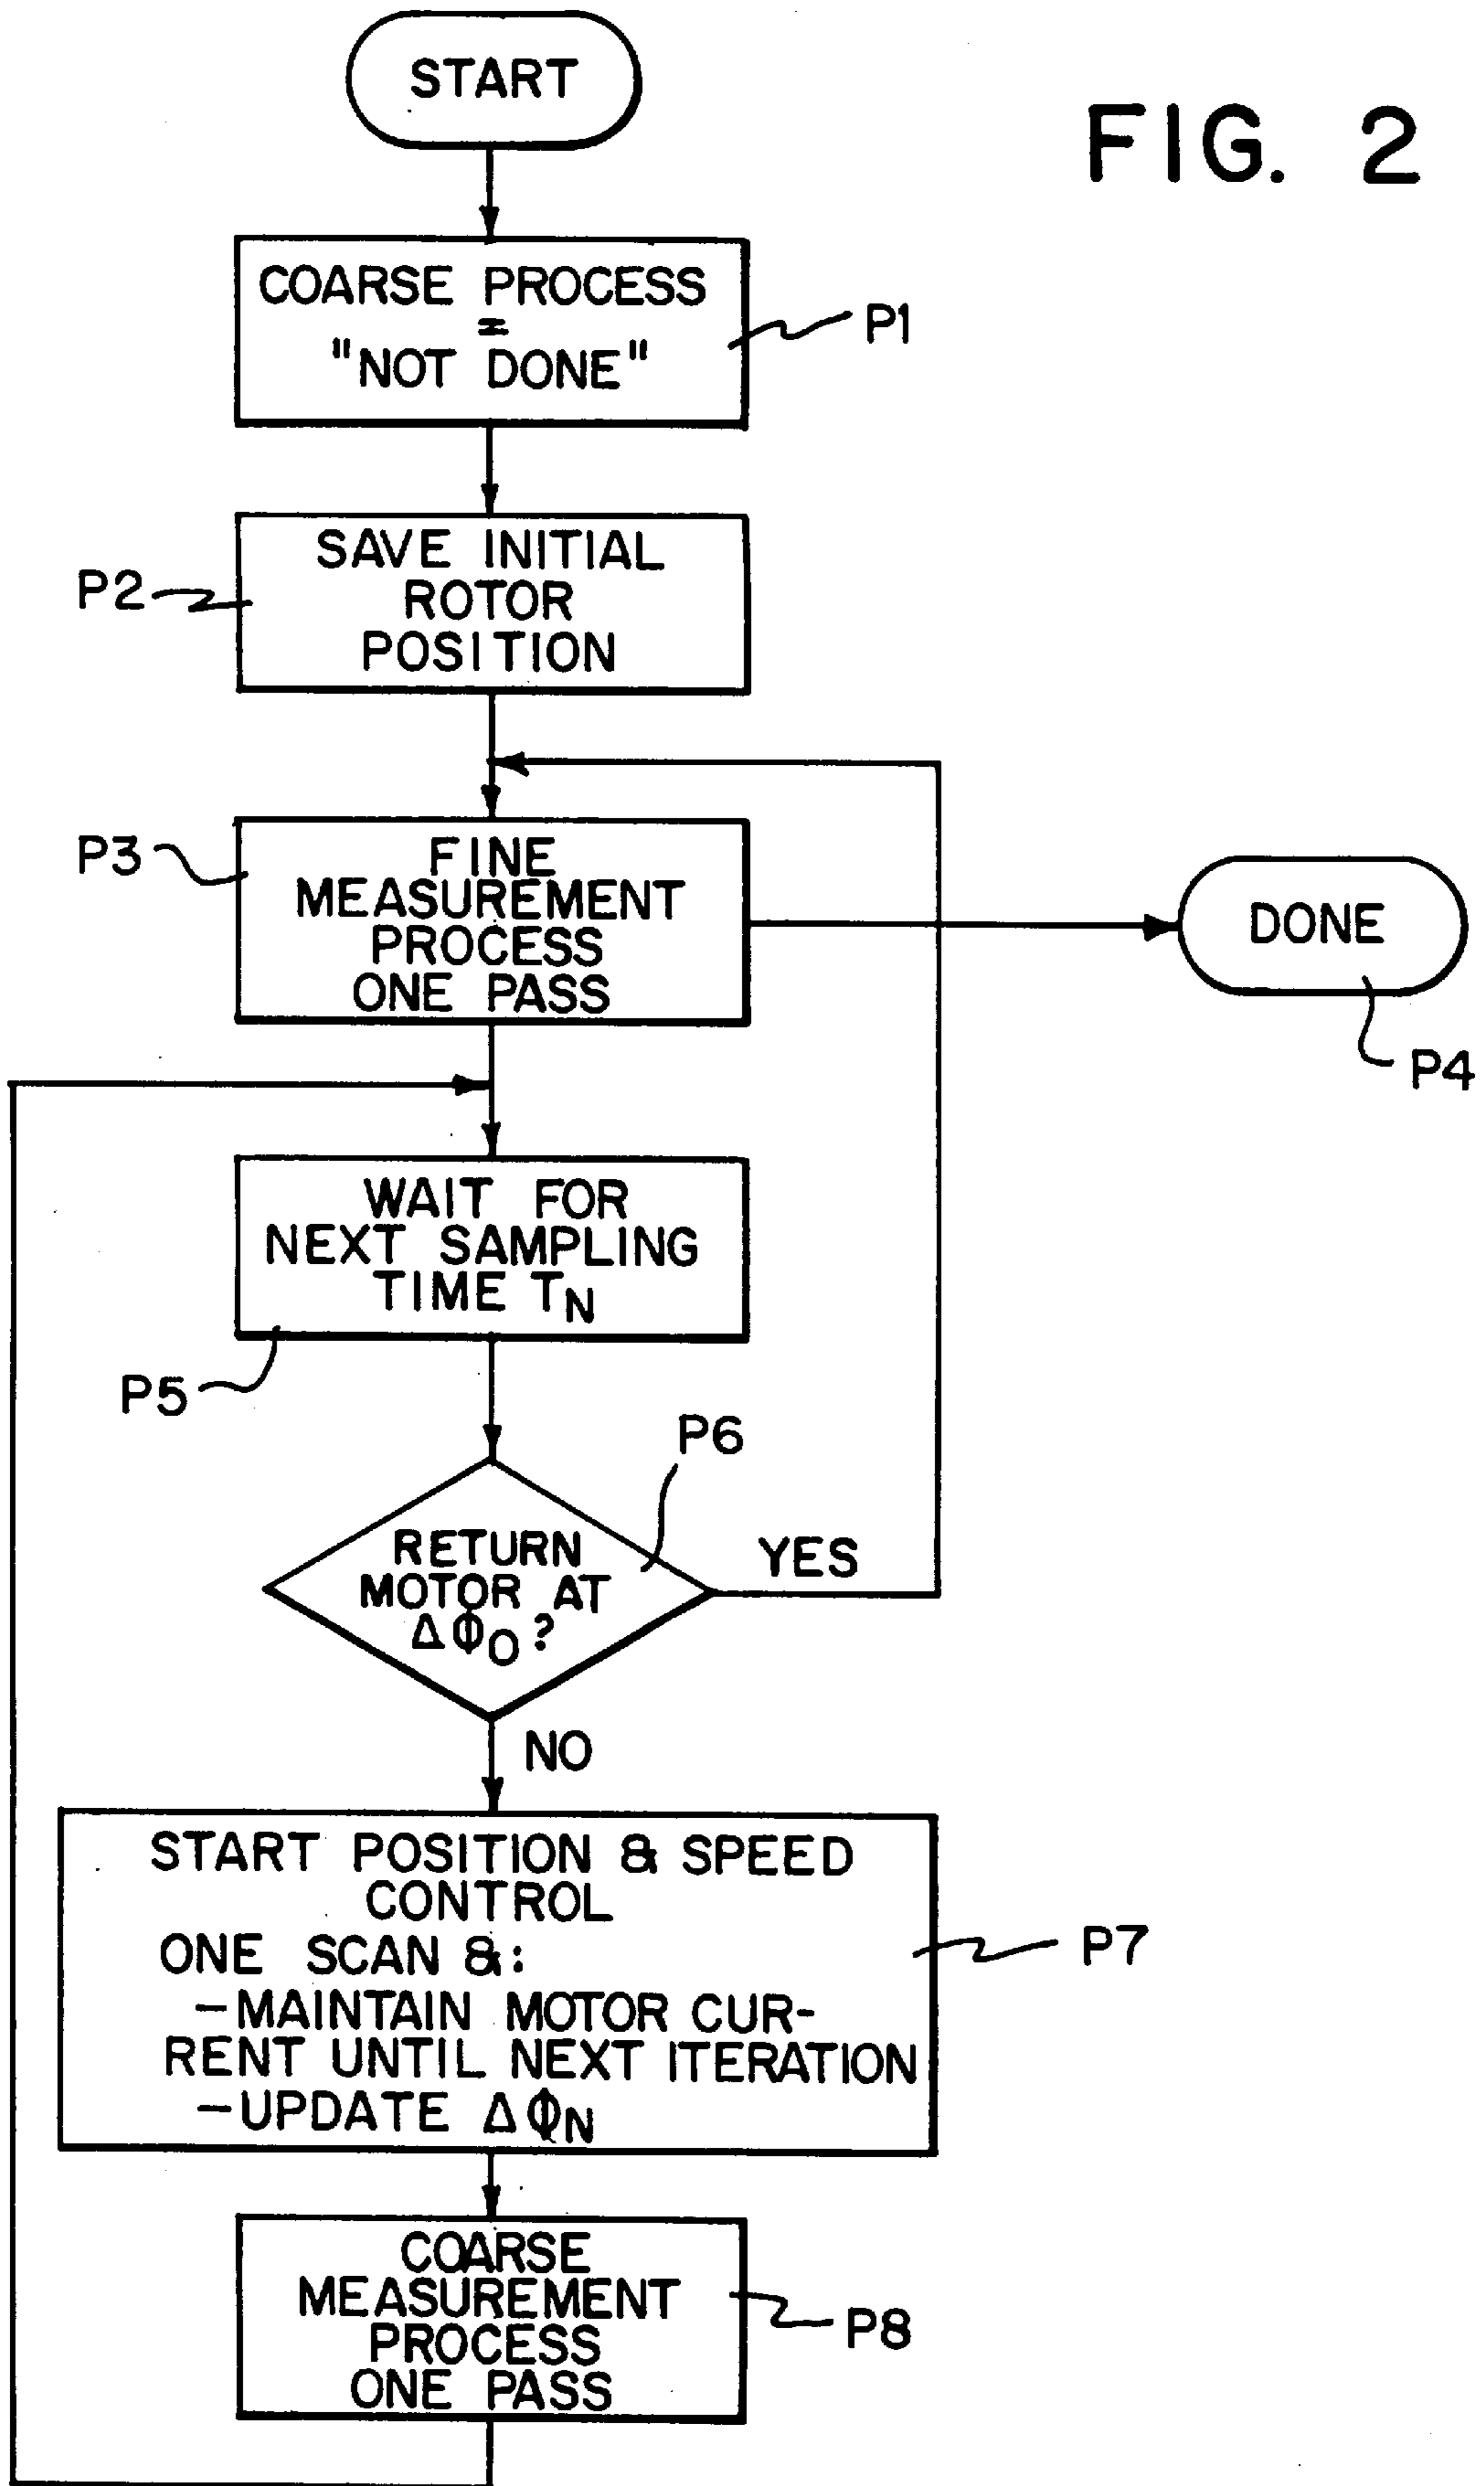 START
FIG. 2
COARSE PROCESS
=
"NOT DONE"
P1
SAVE INITIAL
ROTOR
POSITION
P2
P3
FINE
MEASUREMENT
PROCESS
ONE PASS
DONE
P4
WAIT FOR
NEXT SAMPLING
TIME TN
P5
P6
RETURN
MOTOR AT
ΔΦO?
YES
NO
START POSITION & SPEED
CONTROL
ONE SCAN &:
-MAINTAIN MOTOR CUR-
RENT UNTIL NEXT ITERATION
-UPDATE ΔΦN
P7
COARSE
MEASUREMENT
PROCESS
ONE PASS
P8